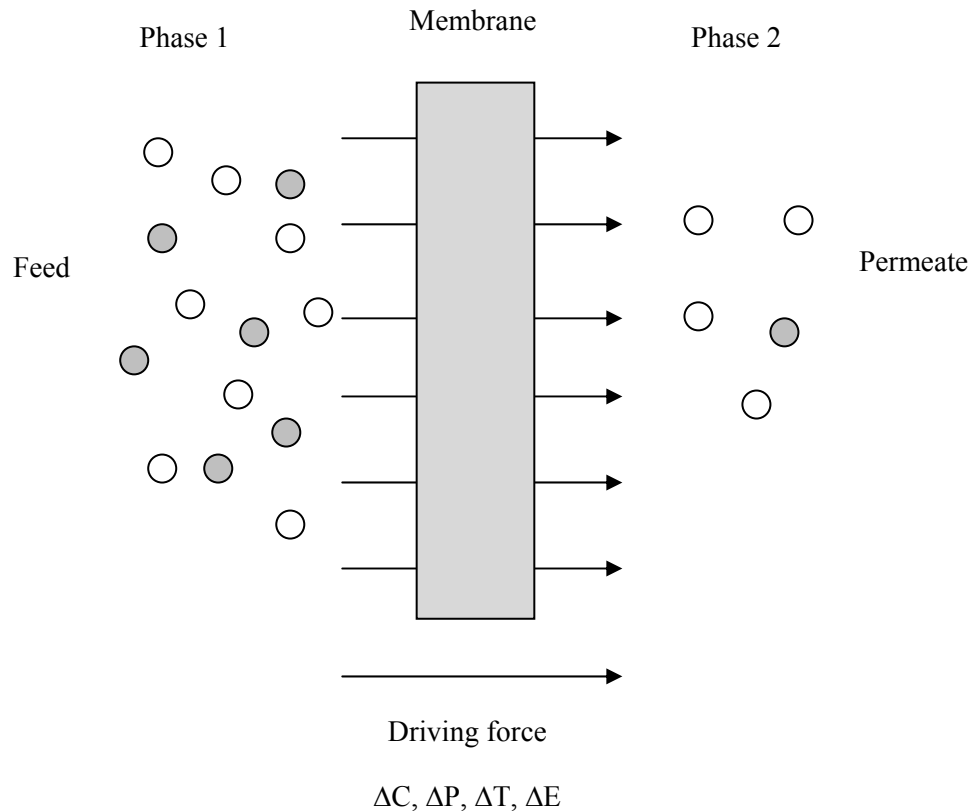 Membrane
Phase 1
Phase 2
Feed
Permeate
Driving force
ΔC, ΔP, ΔT, ΔE